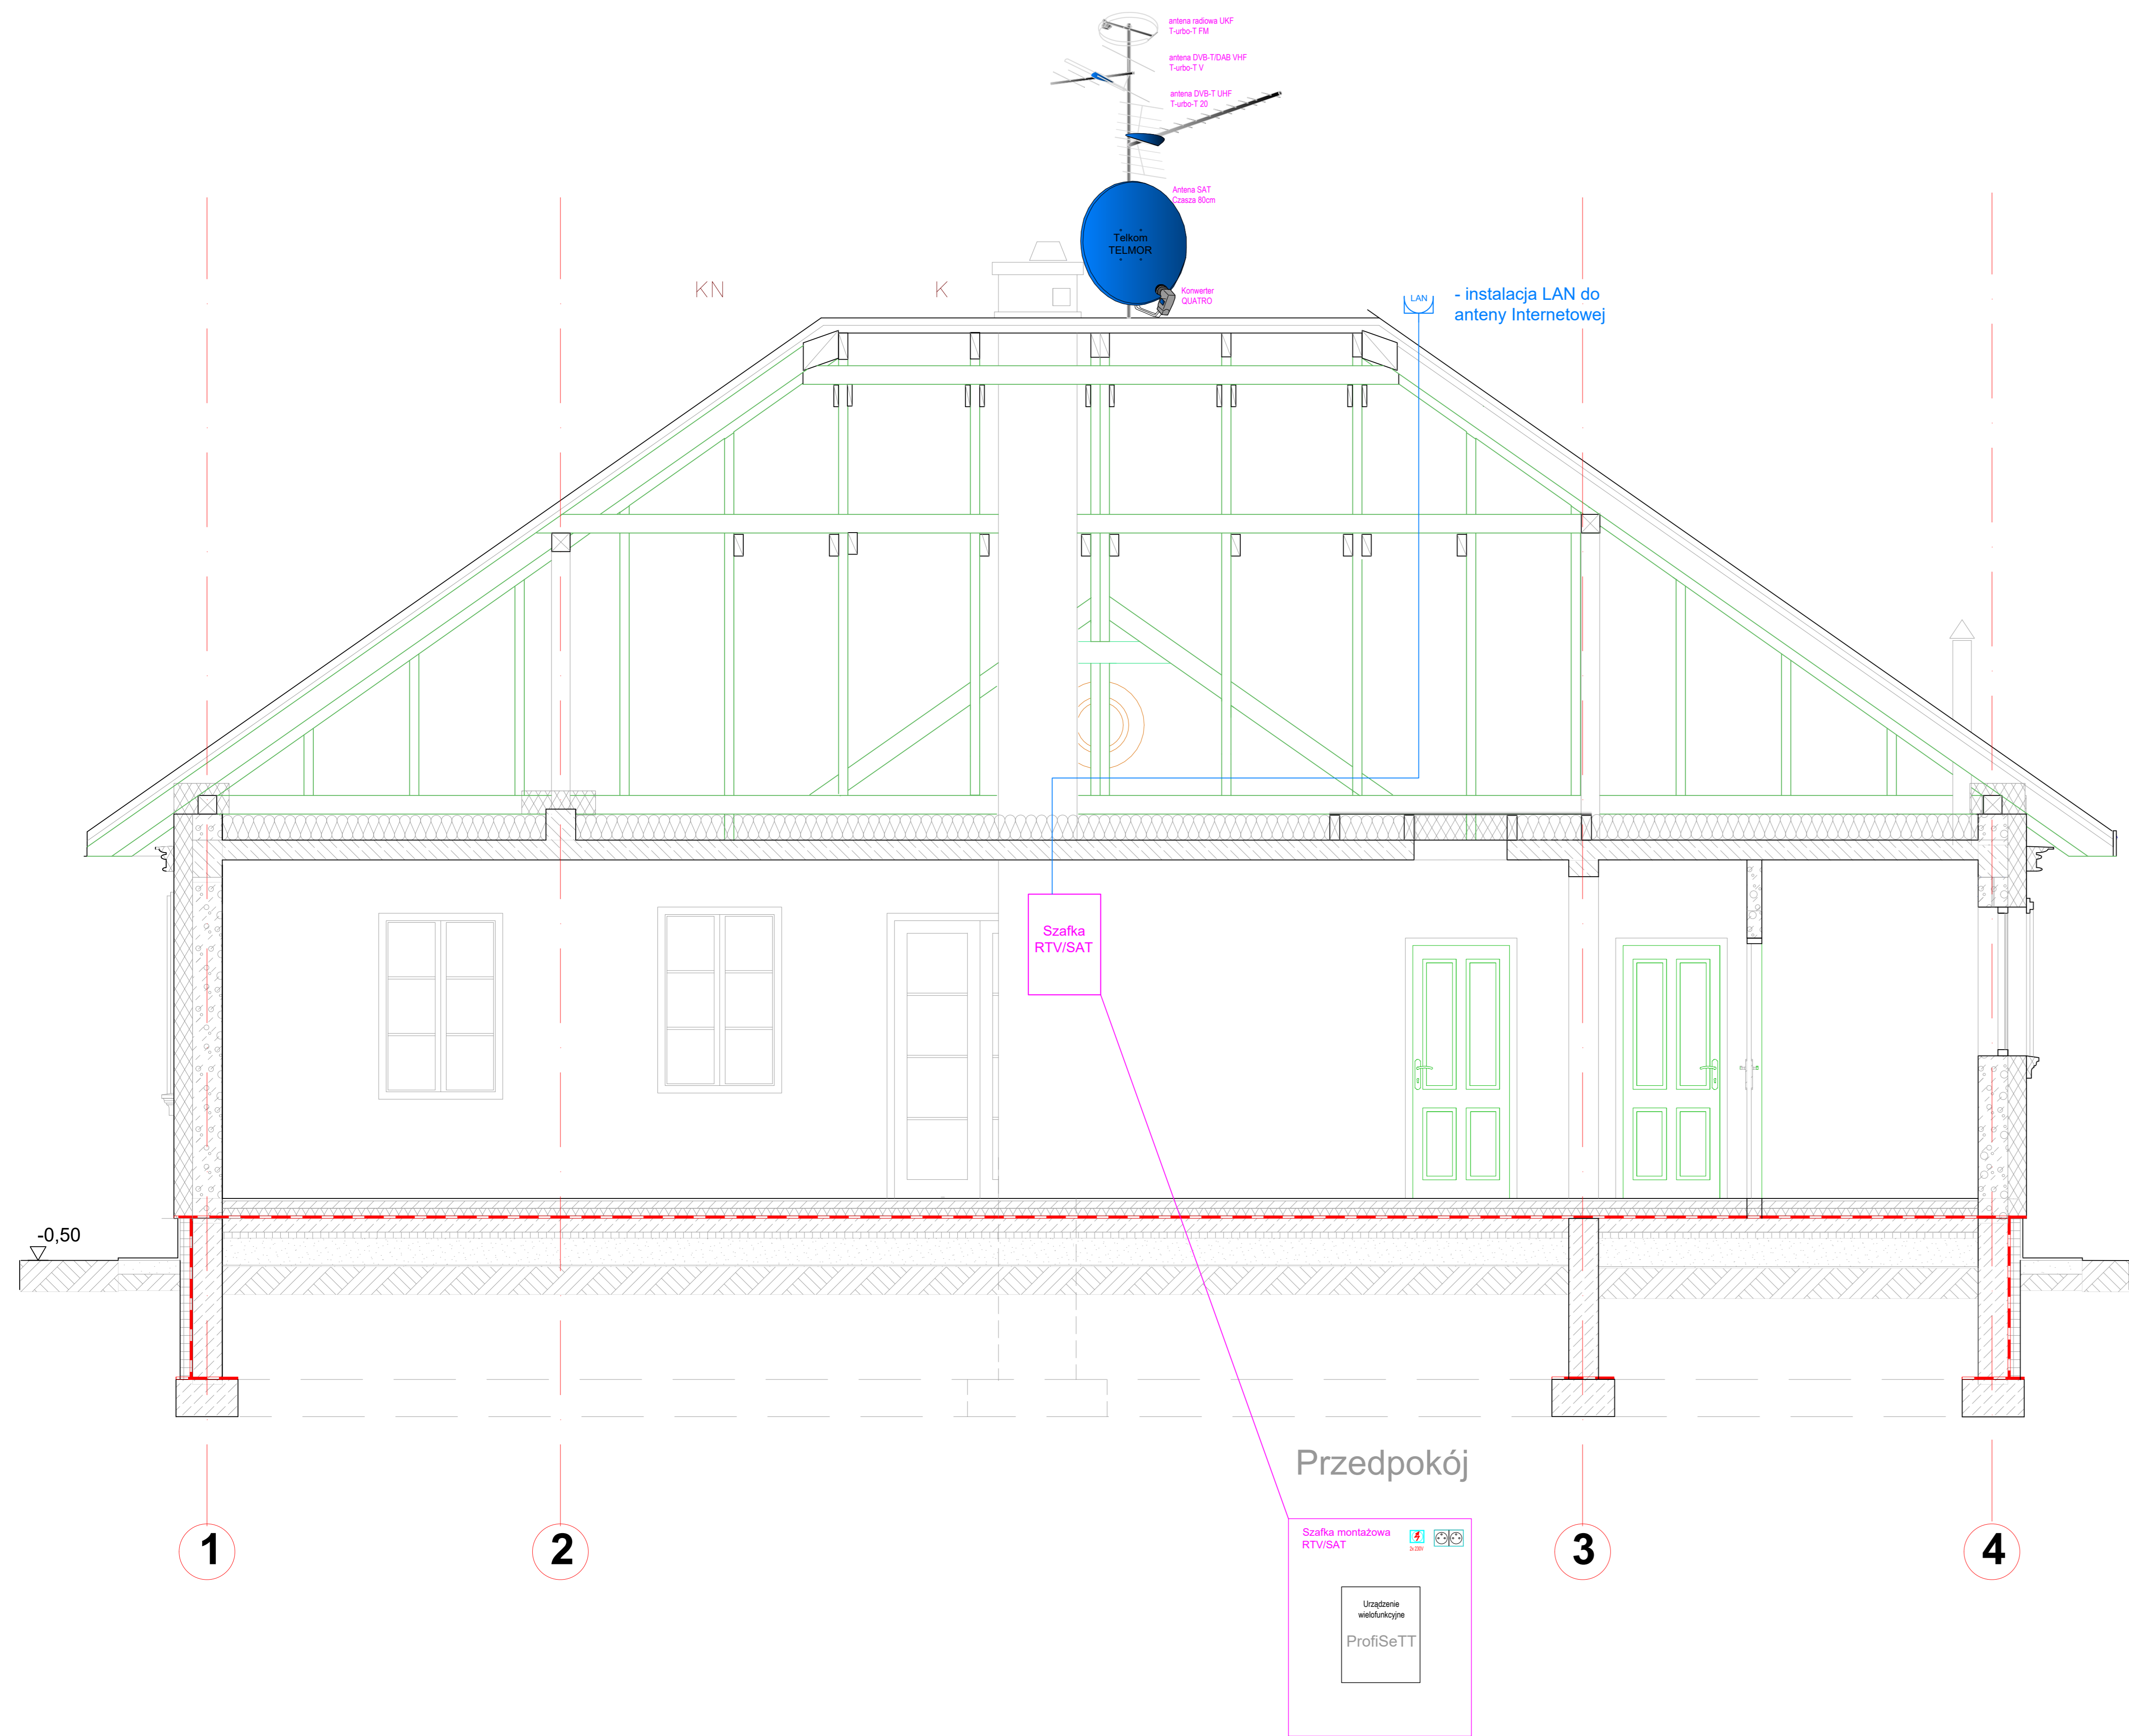 antena radiowa UKF
T-urbo-T FM
antena DVB-T/DAB VHF
T-urbo-T V
antena DVB-T UHF
T-urbo-T 20
Antena SAT
Czasza 80cm
Telkom
TELMOR
Konwerter
QUATRO
KN
K
LAN
- instalacja LAN do
anteny Internetowej
Szafka
RTV/SAT
-0,50
Przedpokój
1
2
3
4
Szafka montażowa
RTV/SAT
2x 230V
Urządzenie
wielofunkcyjne
ProfiSeTT